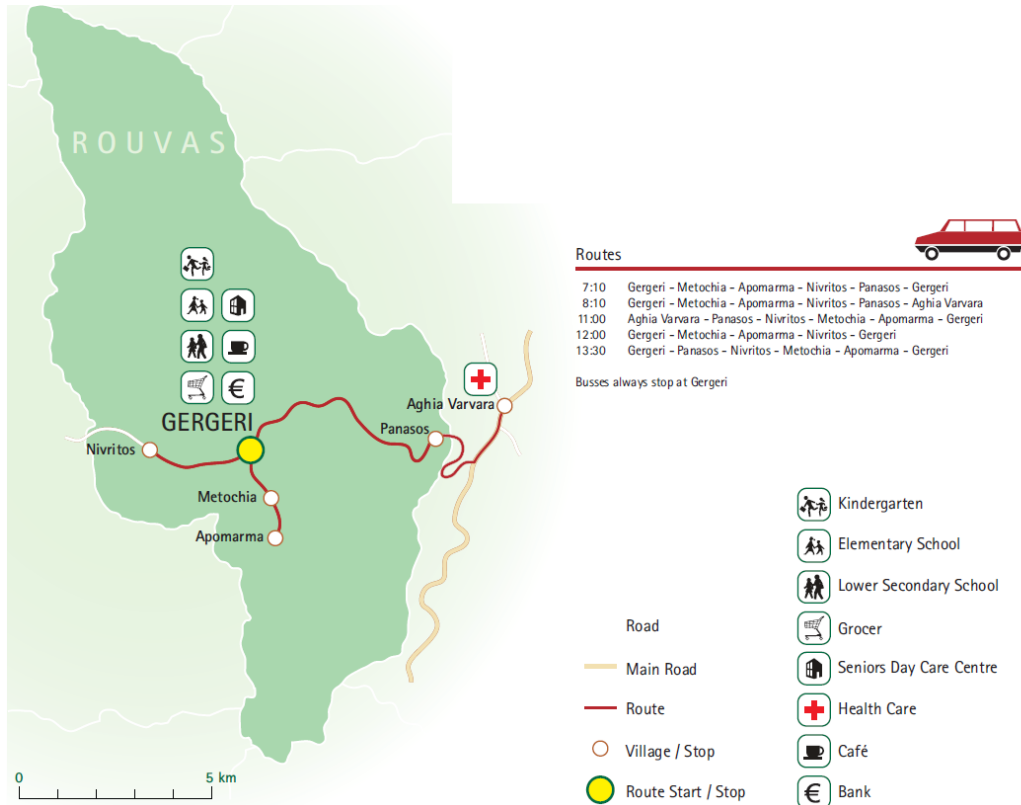 ROUVAS
GERGERI
Nivritos
Metochia
Apomarma
Panasos
Aghia Varvara
€
0 5 km
Routes
7:10 Gergeri - Metochia - Apomarma - Nivritos - Panasos - Gergeri
8:10 Gergeri - Metochia - Apomarma - Nivritos - Panasos - Aghia Varvara
11:00 Aghia Varvara - Panasos - Nivritos - Metochia - Apomarma - Gergeri
12:00 Gergeri - Metochia - Apomarma - Nivritos - Gergeri
13:30 Gergeri - Panasos - Nivritos - Metochia - Apomarma - Gergeri
Busses always stop at Gergeri
Road
Main Road
Route
Village / Stop
Route Start / Stop
Kindergarten
Elementary School
Lower Secondary School
Grocer
Seniors Day Care Centre
Health Care
Café
€ Bank